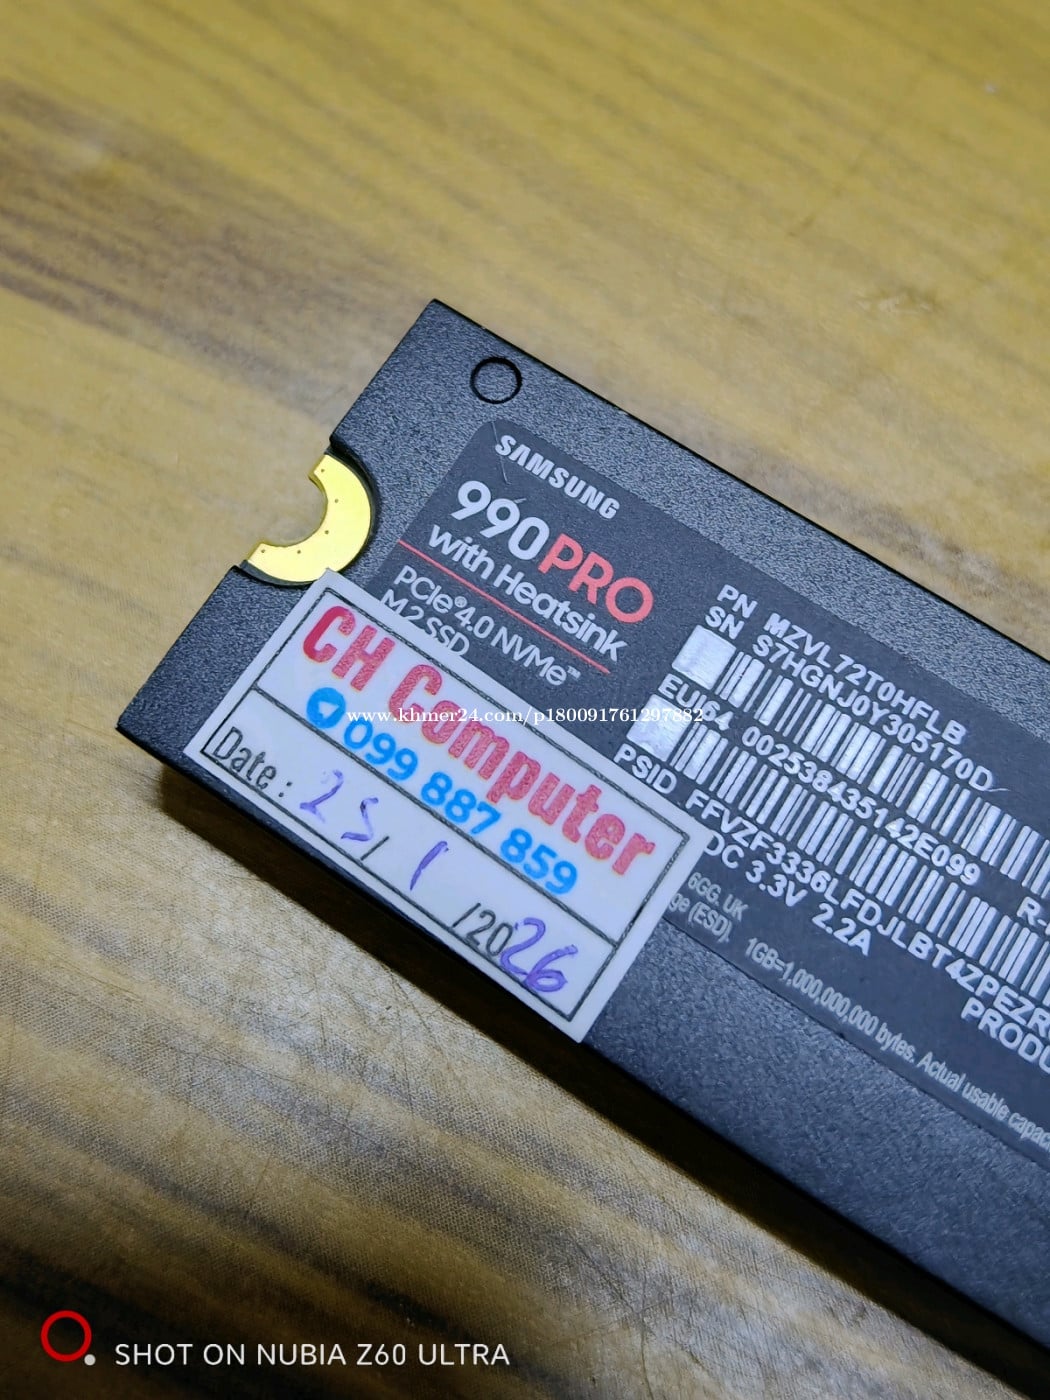 SAMSUNG
990PRO
with Heatsink
PCIe®4.0 NVMe™
M.2 SSD
PN MZVL72T0HFLB
SN S7HGNJ0Y305170D
EUI64 002538435142E099
PSID FFVZF3336LFDJLBT4ZPEZR
DC 3.3V 2.2A
R-
PRODU
6GG, UK
ge (ESD).
1GB=1,000,000,000 bytes. Actual usable capac
CH Computer
099 887 859
Date: 25/1/2026
www.khmer24.com/p180091761297882
SHOT ON NUBIA Z60 ULTRA